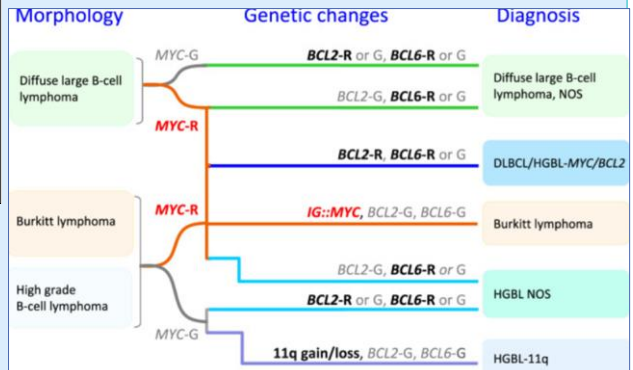 Morphology
Genetic changes
Diagnosis
MYC-G
BCL2-R or G, BCL6-R or G
Diffuse large B-cell
lymphoma
Diffuse large B-cell
lymphoma, NOS
BCL2-G, BCL6-R or G
MYC-R
BCL2-R, BCL6-R or G
DLBCL/HGBL-MYC/BCL2
Burkitt lymphoma
MYC-R
IG::MYC, BCL2-G, BCL6-G
Burkitt lymphoma
High grade
B-cell lymphoma
BCL2-G, BCL6-R or G
HGBL NOS
BCL2-R or G, BCL6-R or G
MYC-G
11q gain/loss, BCL2-G, BCL6-G
HGBL-11q